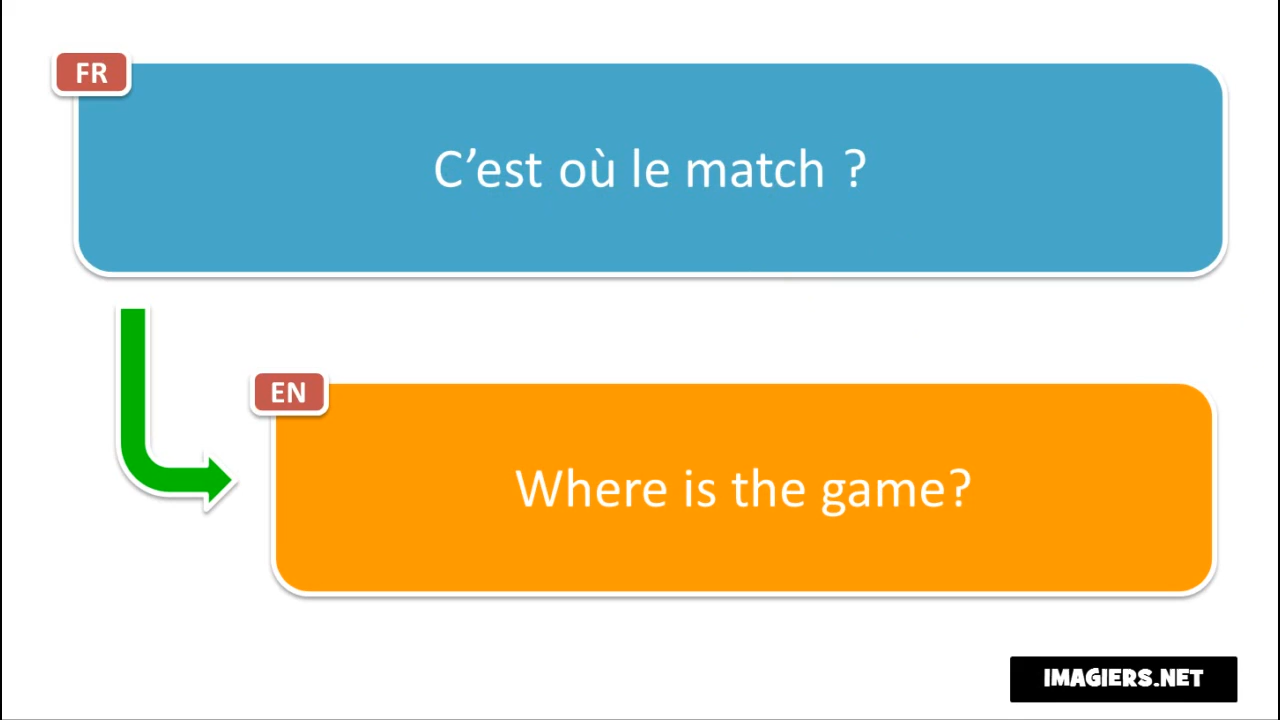 FR
C’est où le match ?
EN
Where is the game?
IMAGIERS.NET